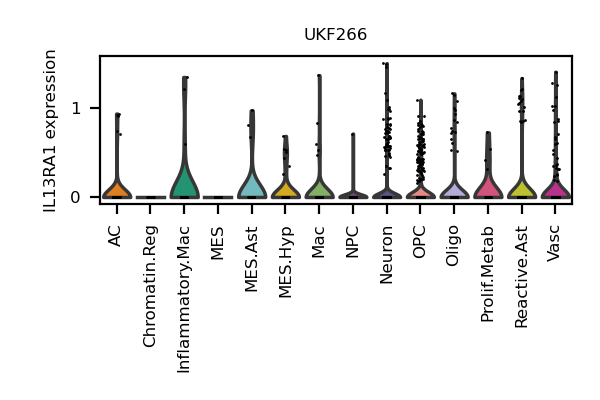 UKF266
IL13RA1 expression
1
0
AC
Chromatin.Reg
Inflammatory.Mac
MES
MES.Ast
MES.Hyp
Mac
NPC
Neuron
OPC
Oligo
Prolif.Metab
Reactive.Ast
Vasc